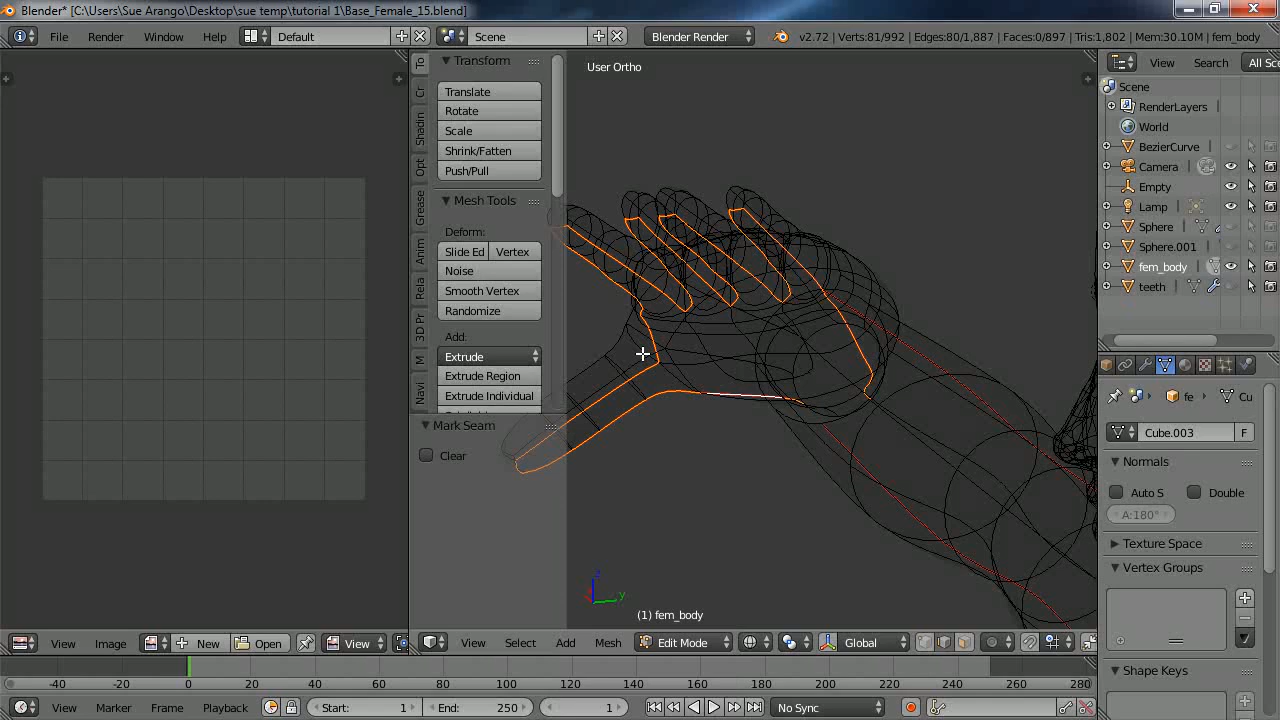 Blender* [C:\Users\Sue Arango\Desktop\sue temp\tutorial 1\Base_Female_15.blend]
File Render Window Help Default Scene Blender Render v2.72 | Verts:81/992 | Edges:80/1,887 | Faces:0/897 | Tris:1,802 | Mem:30.10M | fem_body
To
Cr
Shadin
Opt
Grease
Anim
Rela
3D Pr
M
Navi
Transform
Translate
Rotate
Scale
Shrink/Fatten
Push/Pull
Mesh Tools
Deform:
Slide Ed Vertex
Noise
Smooth Vertex
Randomize
Add:
Extrude
Extrude Region
Extrude Individual
Mark Seam
Clear
User Ortho
z
y
(1) fem_body
View Search All Sce
Scene
RenderLayers
World
BezierCurve
Camera
Empty
Lamp
Sphere
Sphere.001
fem_body
teeth
fe Cu
Cube.003 F
Normals
Auto S Double
A:180°
Texture Space
Vertex Groups
Shape Keys
View Image New Open View
View Select Add Mesh Edit Mode Global
-40 -20 0 20 40 60 80 100 120 140 160 180 200 220 240 260 280
View Marker Frame Playback Start: 1 End: 250 1 No Sync